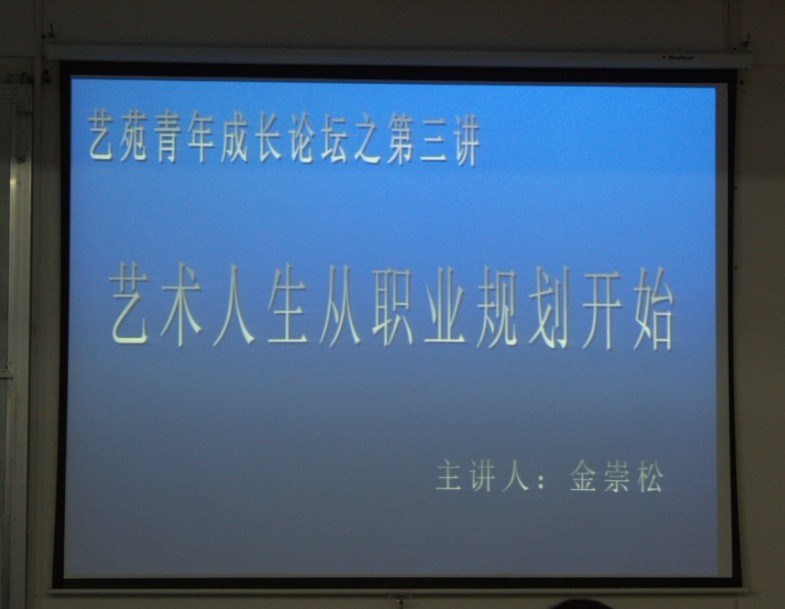 艺苑青年成长论坛之第三讲
艺术人生从职业规划开始
主讲人：金崇松